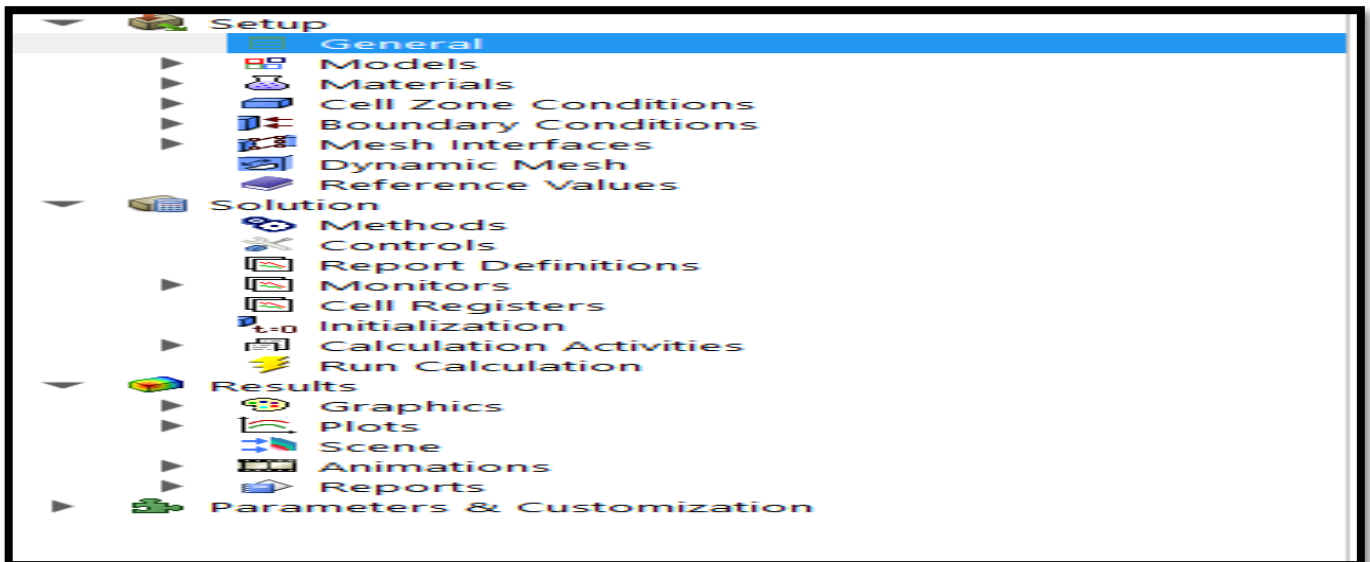 Setup
General
Models
Materials
Cell Zone Conditions
Boundary Conditions
Mesh Interfaces
Dynamic Mesh
Reference Values
Solution
Methods
Controls
Report Definitions
Monitors
Cell Registers
t=0 Initialization
Calculation Activities
Run Calculation
Results
Graphics
Plots
Scene
Animations
Reports
Parameters & Customization